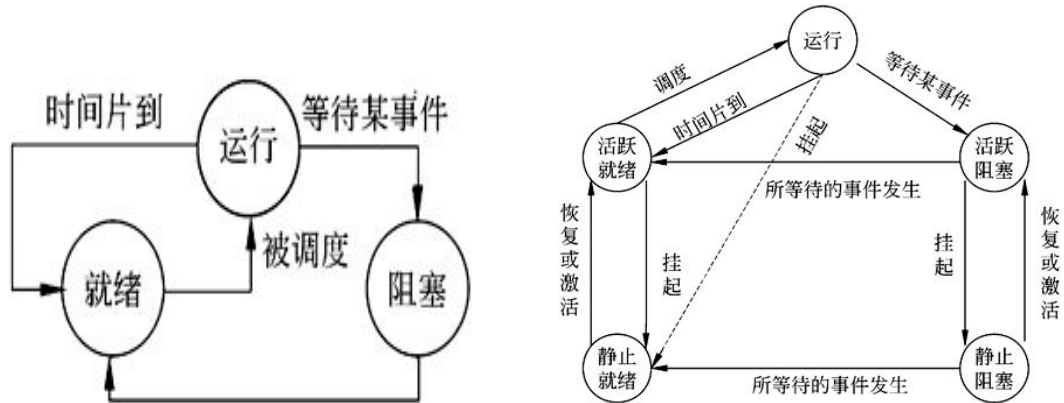 时间片到
运行
等待某事件
就绪
被调度
阻塞
运行
调度
时间片到
挂起
等待某事件
活跃
就绪
活跃
阻塞
所等待的事件发生
恢复或激活
挂起
挂起
恢复或激活
静止
就绪
静止
阻塞
所等待的事件发生